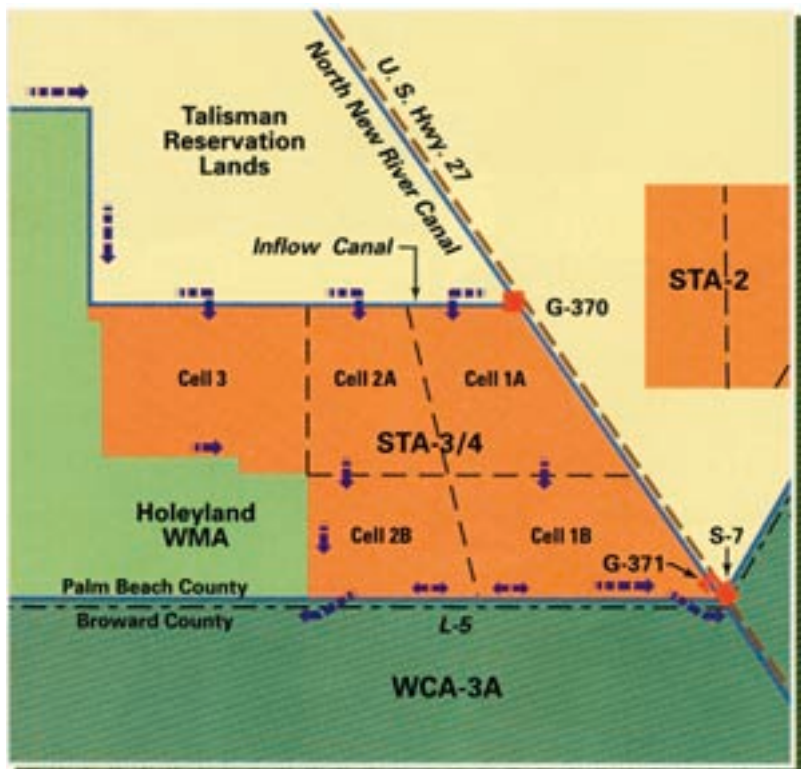 Talisman
Reservation
Lands
U. S. Hwy. 27
North New River Canal
Inflow Canal
G-370
STA-2
Cell 3
Cell 2A
Cell 1A
STA-3/4
Holeyland
WMA
Cell 2B
Cell 1B
S-7
G-371
Palm Beach County
Broward County
L-5
WCA-3A